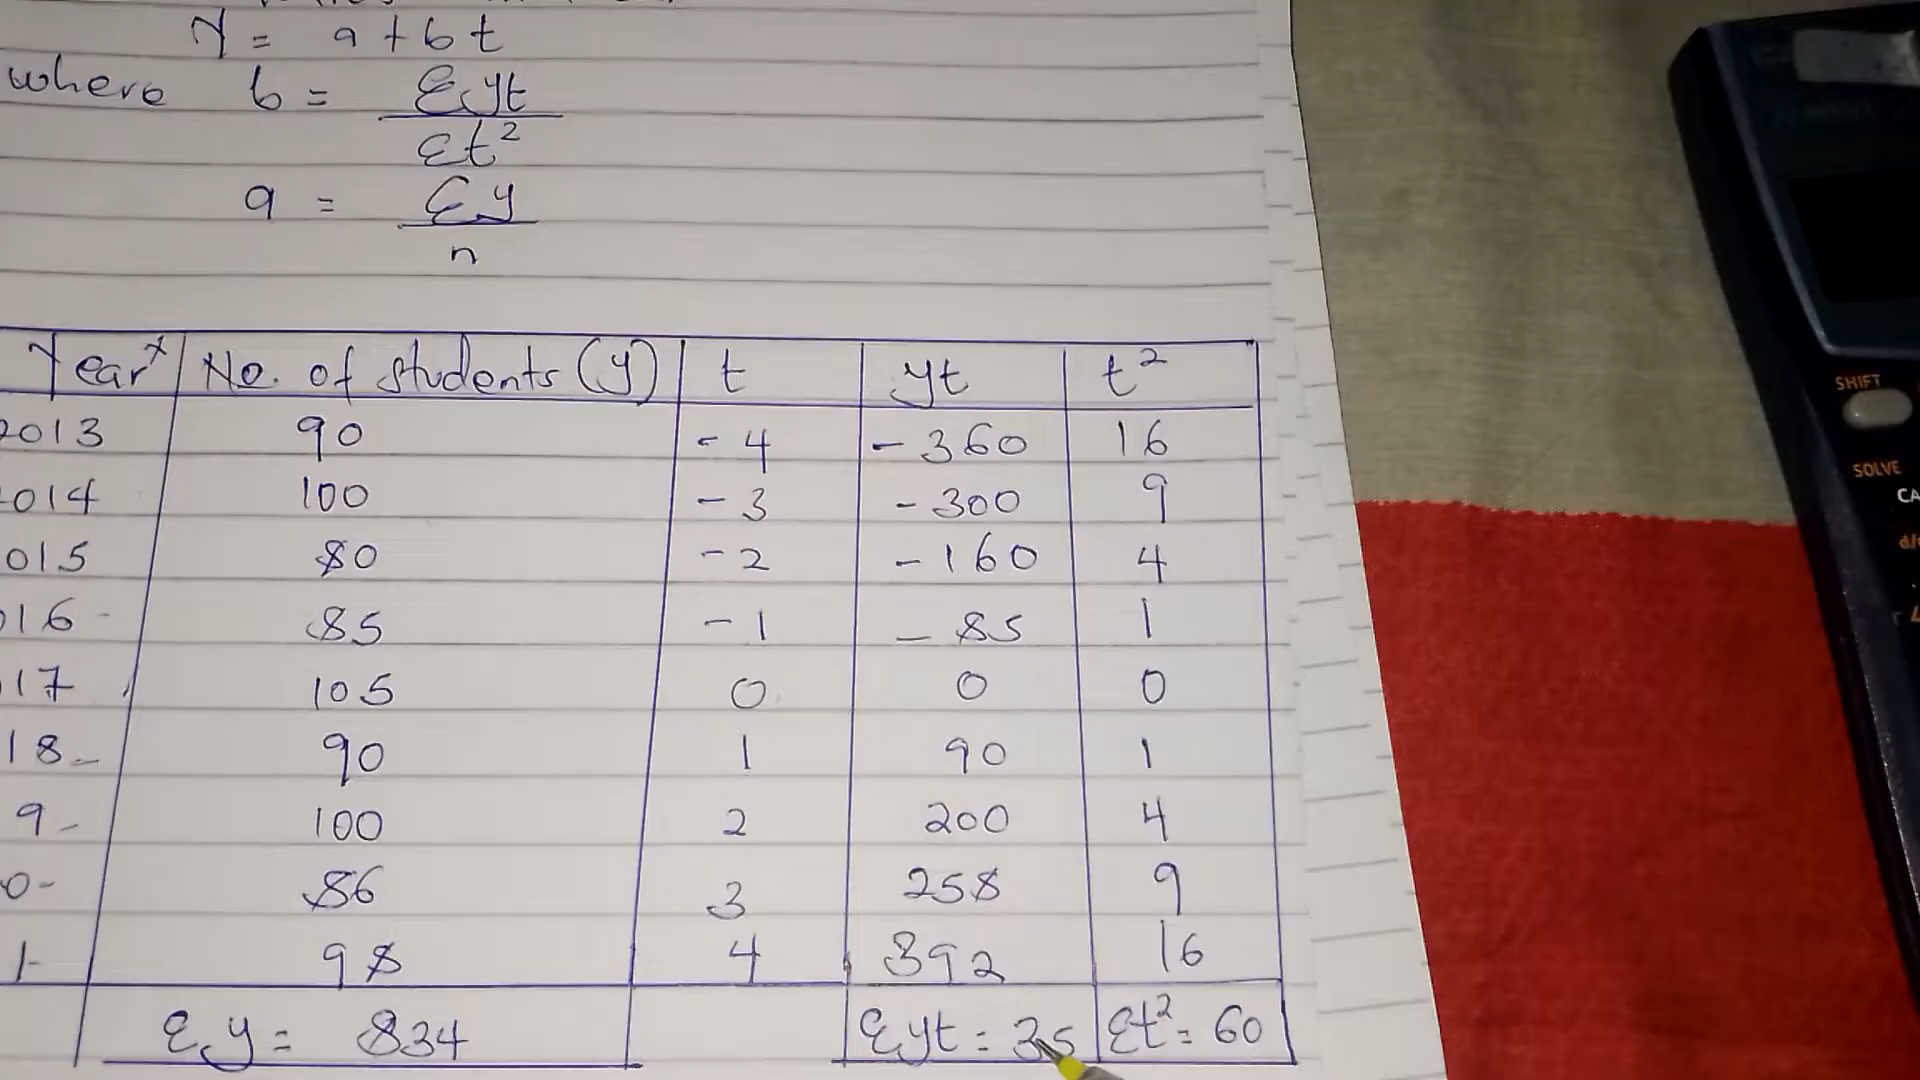 Y = a + b t
where b = Σyt
Σt²
a = Σy
n
Year x No. of students (y) t yt t²
2013 90 - 4 - 360 16
2014 100 - 3 - 300 9
015 80 - 2 - 160 4
016 - 85 - 1 - 85 1
17 105 0 0 0
18 - 90 1 90 1
9 - 100 2 200 4
0 - 86 3 258 9
1 - 98 4 392 16
Σy = 834 Σyt = 35 Σt² = 60
SHIFT
SOLVE
CA